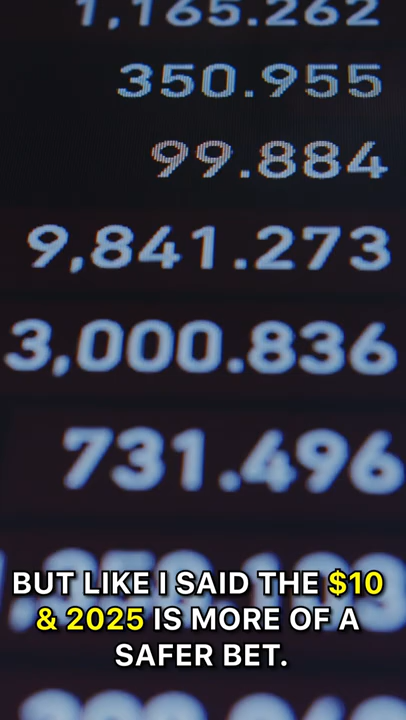 1,165.262
350.955
99.884
9,841.273
3,000.836
731.496
BUT LIKE I SAID THE $10
& 2025 IS MORE OF A
SAFER BET.